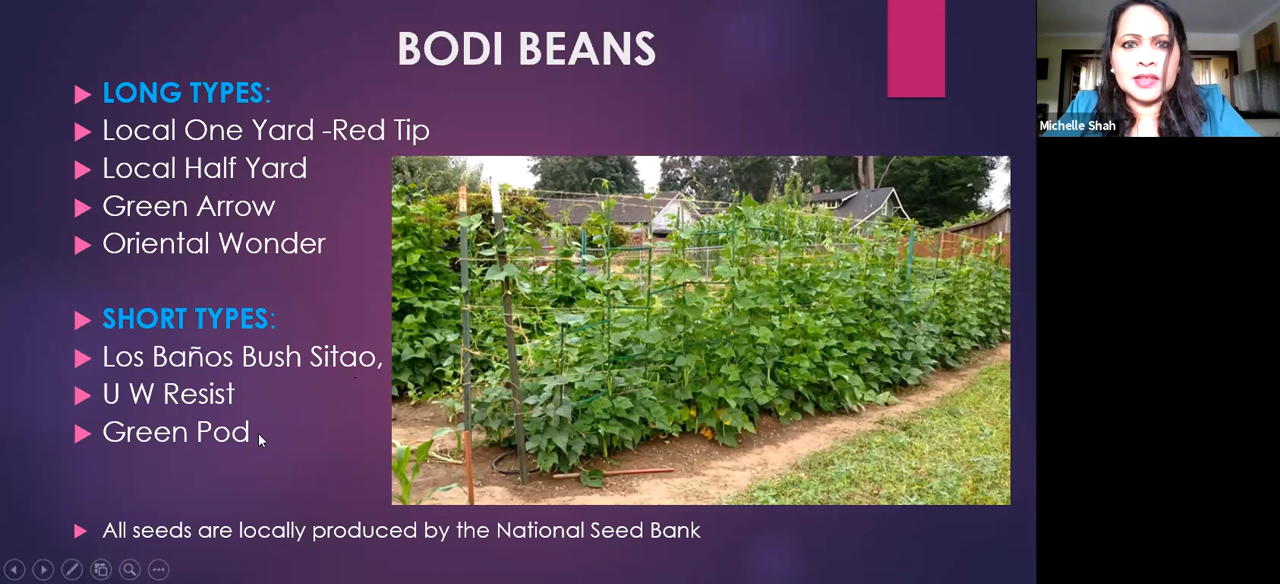 BODI BEANS
LONG TYPES:
Local One Yard -Red Tip
Local Half Yard
Green Arrow
Oriental Wonder
SHORT TYPES:
Los Baños Bush Sitao,
U W Resist
Green Pod
All seeds are locally produced by the National Seed Bank
Michelle Shah